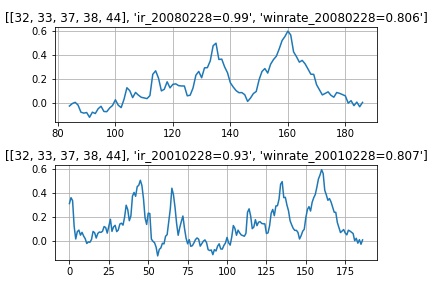 [[32, 33, 37, 38, 44], 'ir_20080228=0.99', 'winrate_20080228=0.806']
0.6
0.4
0.2
0.0
80 100 120 140 160 180
[[32, 33, 37, 38, 44], 'ir_20010228=0.93', 'winrate_20010228=0.807']
0.6
0.4
0.2
0.0
0 25 50 75 100 125 150 175